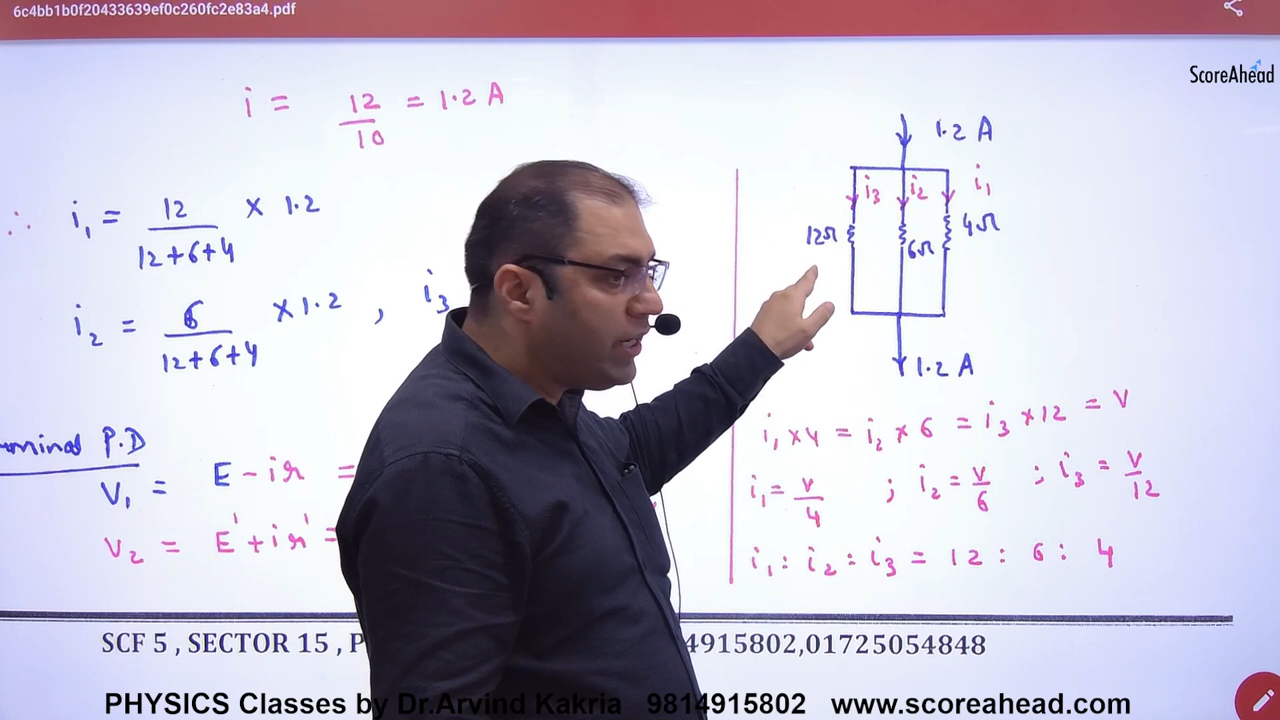 6c4bb1b0f20433639ef0c260fc2e83a4.pdf
ScoreAhead
i = 12/10 = 1.2 A
∴ i₁ = 12/(12+6+4) × 1.2
i₂ = 6/(12+6+4) × 1.2 , i₃
minal P.D
V₁ = E - ir =
V₂ = E' + ir' =
1.2 A
i₃ i₂ i₁
12Ω 6Ω 4Ω
1.2 A
i₁ × 4 = i₂ × 6 = i₃ × 12 = V
i₁ = V/4 ; i₂ = V/6 ; i₃ = V/12
i₁ : i₂ : i₃ = 12 : 6 : 4
SCF 5 , SECTOR 15 , P 4915802,01725054848
PHYSICS Classes by Dr.Arvind Kakria 9814915802 www.scoreahead.com